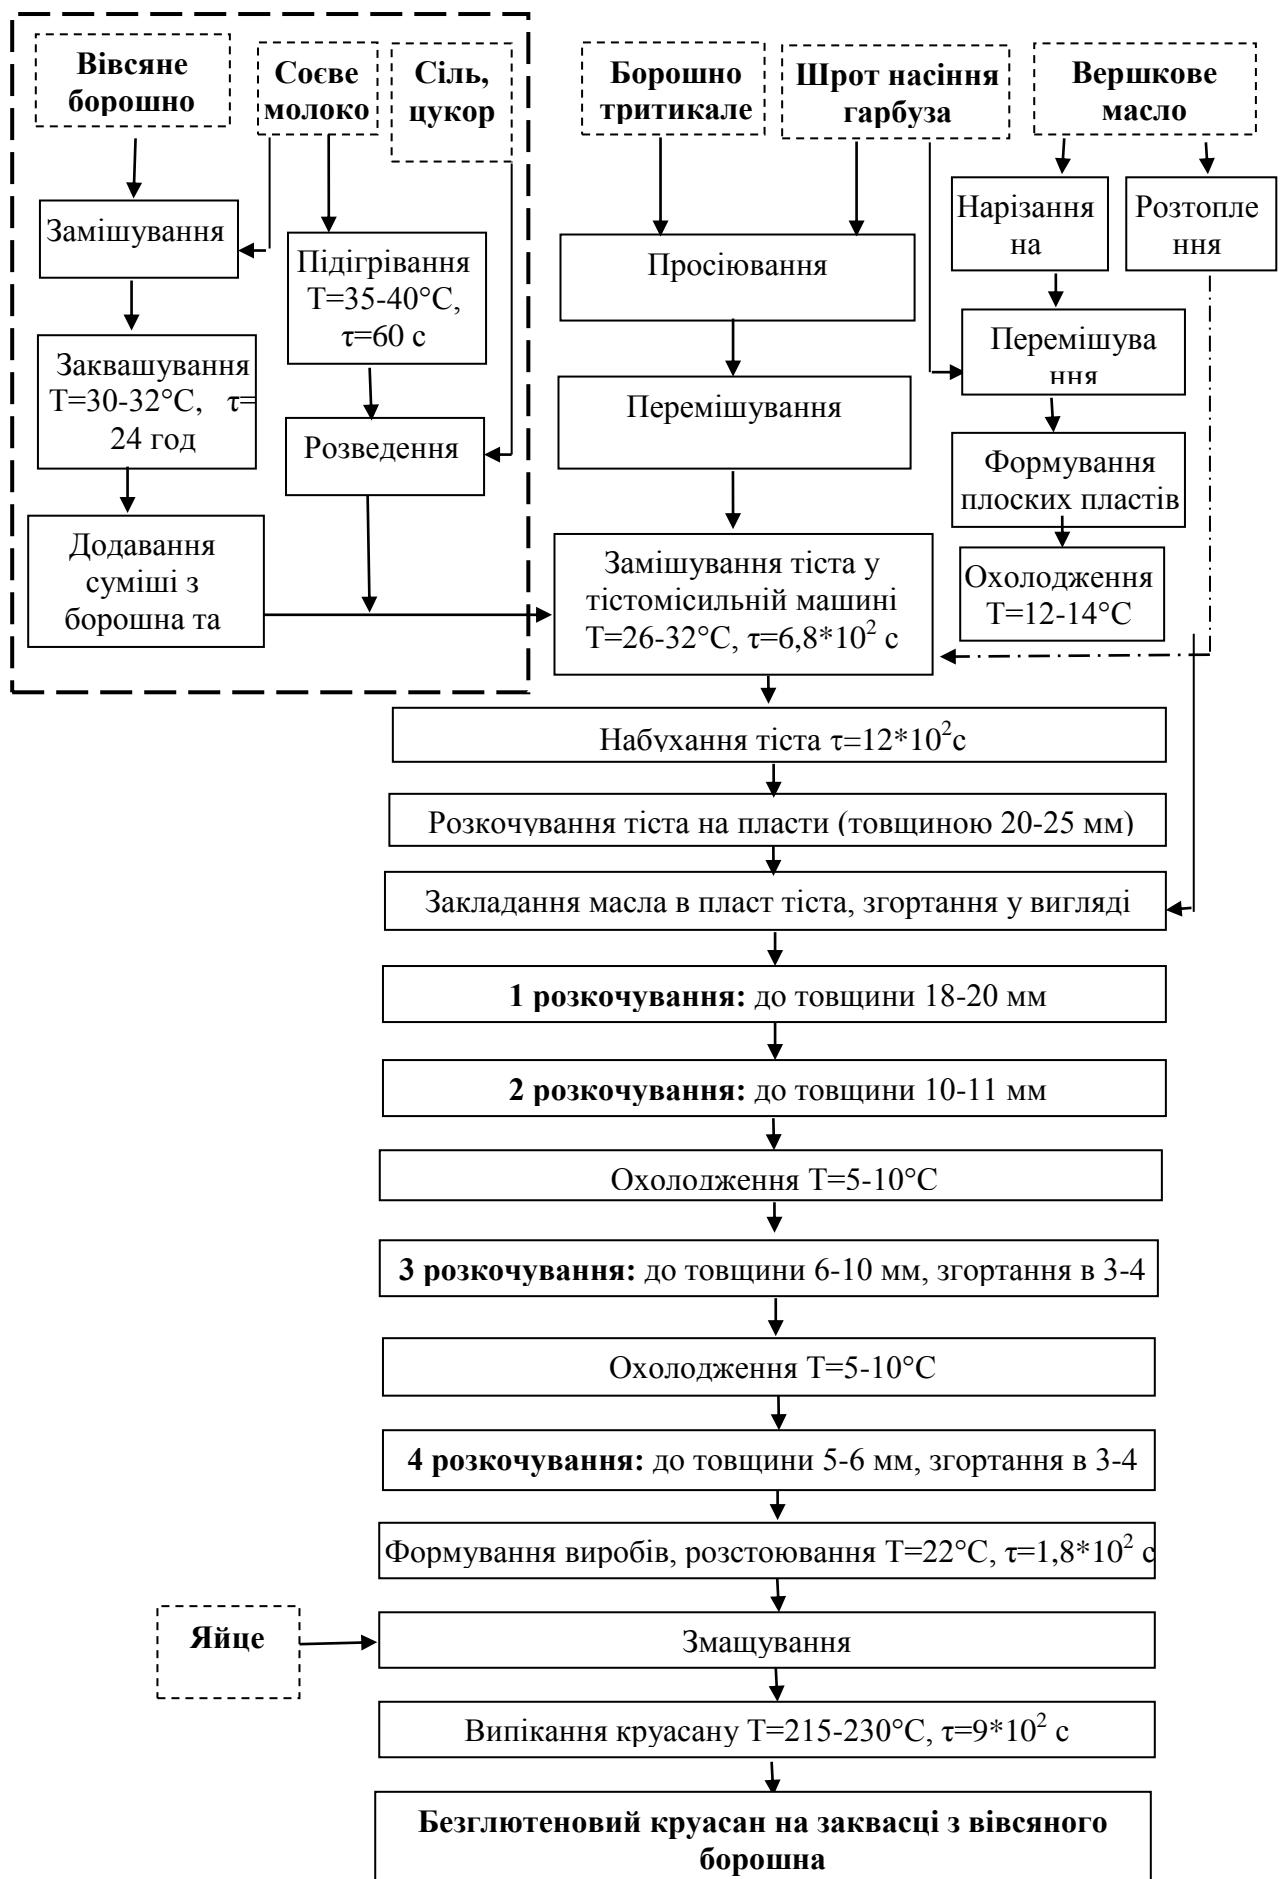 Вівсяне
борошно
Соєве
молоко
Сіль,
цукор
Борошно
тритикале
Шрот насіння
гарбуза
Вершкове
масло
Замішування
Підігрівання
T=35-40°C,
τ=60 с
Просіювання
Нарізання
на
Розтопле
ння
Заквашування
T=30-32°C, τ=
24 год
Розведення
Перемішування
Перемішува
ння
Формування
плоских пластів
Додавання
суміші з
борошна та
Замішування тіста у
тістомісильній машині
T=26-32°C, τ=6,8*10² с
Охолодження
T=12-14°C
Набухання тіста τ=12*10²с
Розкочування тіста на пласти (товщиною 20-25 мм)
Закладання масла в пласт тіста, згортання у вигляді
1 розкочування: до товщини 18-20 мм
2 розкочування: до товщини 10-11 мм
Охолодження T=5-10°C
3 розкочування: до товщини 6-10 мм, згортання в 3-4
Охолодження T=5-10°C
4 розкочування: до товщини 5-6 мм, згортання в 3-4
Формування виробів, розстоювання T=22°C, τ=1,8*10² с
Яйце
Змащування
Випікання круасану T=215-230°C, τ=9*10² с
Безглютеновий круасан на заквасці з вівсяного
борошна